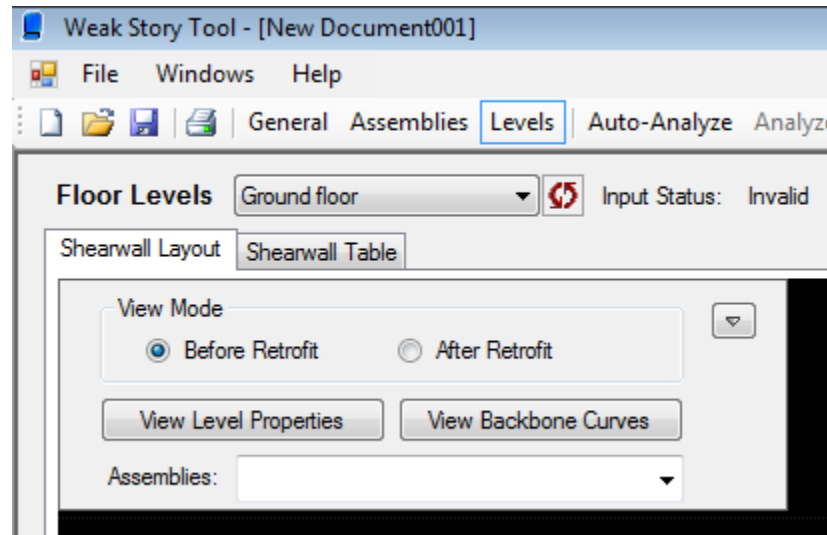 Weak Story Tool - [New Document001]
File Windows Help
General Assemblies Levels Auto-Analyze Analyz
Floor Levels Ground floor Input Status: Invalid
Shearwall Layout Shearwall Table
View Mode
Before Retrofit After Retrofit
View Level Properties View Backbone Curves
Assemblies: